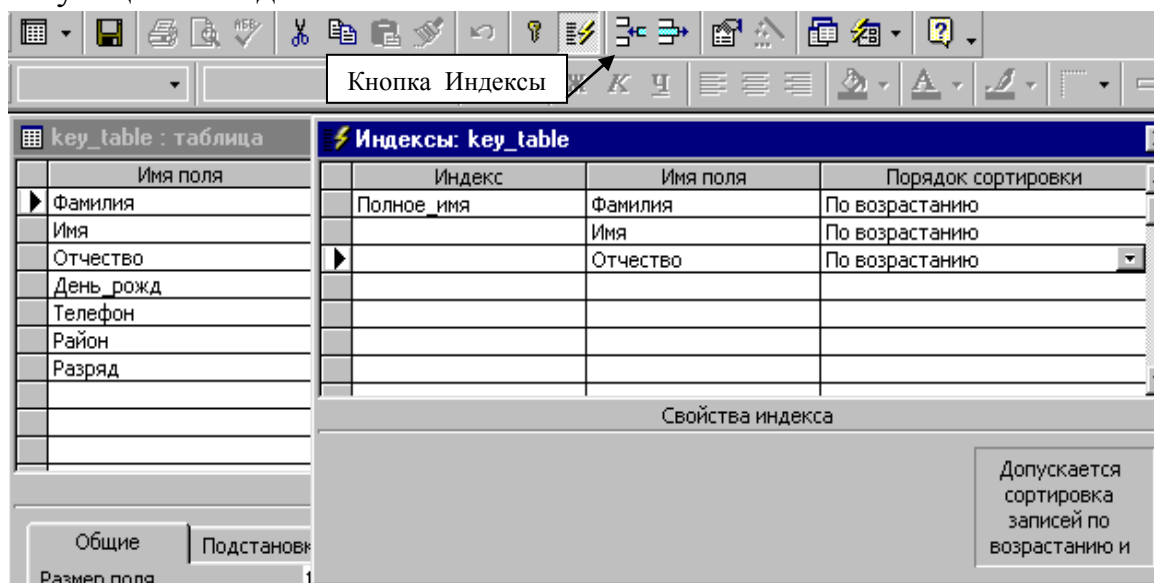 Кнопка Индексы
Ж К Ч
key_table : таблица
Имя поля
Фамилия
Имя
Отчество
День_рожд
Телефон
Район
Разряд
Общие
Подстановк
Размер поля
Индексы: key_table
Индекс Имя поля Порядок сортировки
Полное_имя Фамилия По возрастанию
Имя По возрастанию
Отчество По возрастанию
Свойства индекса
Допускается
сортировка
записей по
возрастанию и